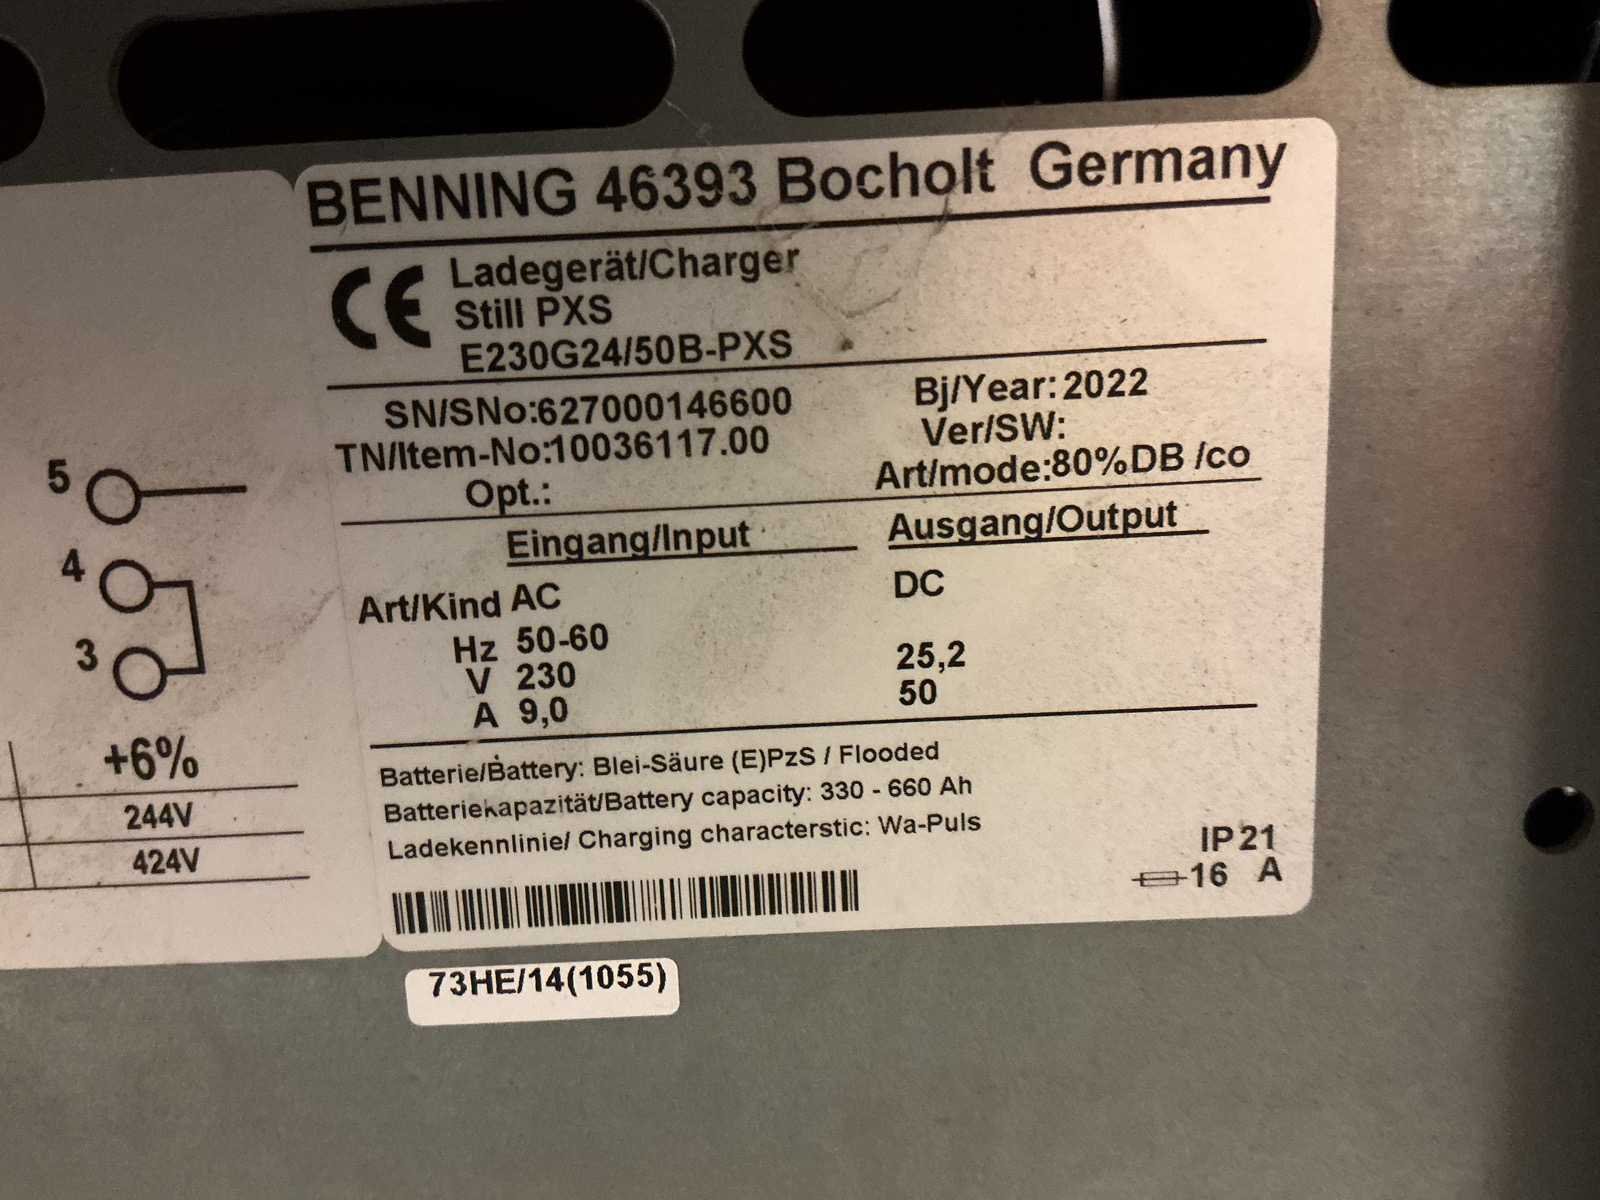 BENNING 46393 Bocholt Germany
CE
Ladegerät/Charger
Still PXS
E230G24/50B-PXS
SN/SNo:627000146600
Bj/Year: 2022
TN/Item-No:10036117.00
Ver/SW:
Opt.:
Art/mode:80%DB /co
Eingang/Input
Ausgang/Output
Art/Kind AC
DC
Hz 50-60
V 230
25,2
A 9,0
50
Batterie/Battery: Blei-Säure (E)PzS / Flooded
Batteriekapazität/Battery capacity: 330 - 660 Ah
Ladekennlinie/ Charging characterstic: Wa-Puls
IP 21
16 A
73HE/14(1055)
5
4
3
+6%
244V
424V